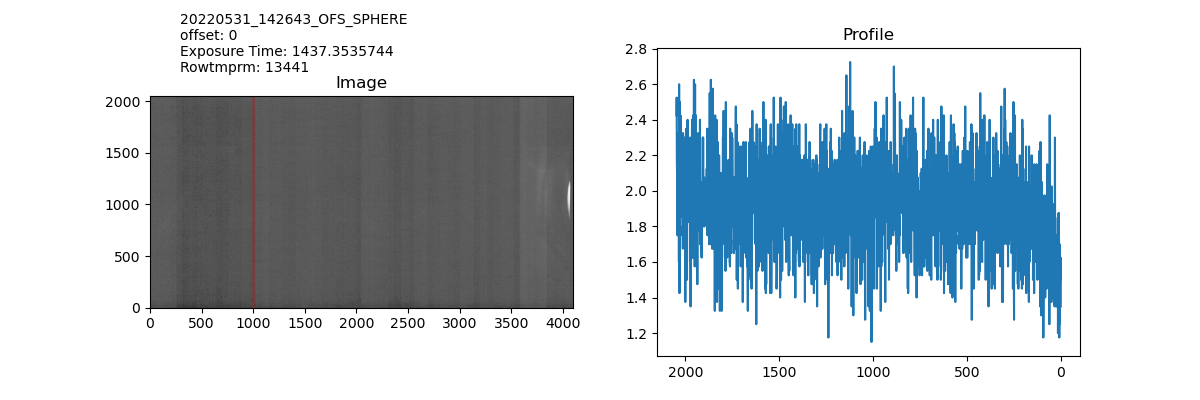 20220531_142643_OFS_SPHERE
offset: 0
Exposure Time: 1437.3535744
Rowtmprm: 13441
Image
2000
1500
1000
500
0
0 500 1000 1500 2000 2500 3000 3500 4000
Profile
2.8
2.6
2.4
2.2
2.0
1.8
1.6
1.4
1.2
2000 1500 1000 500 0